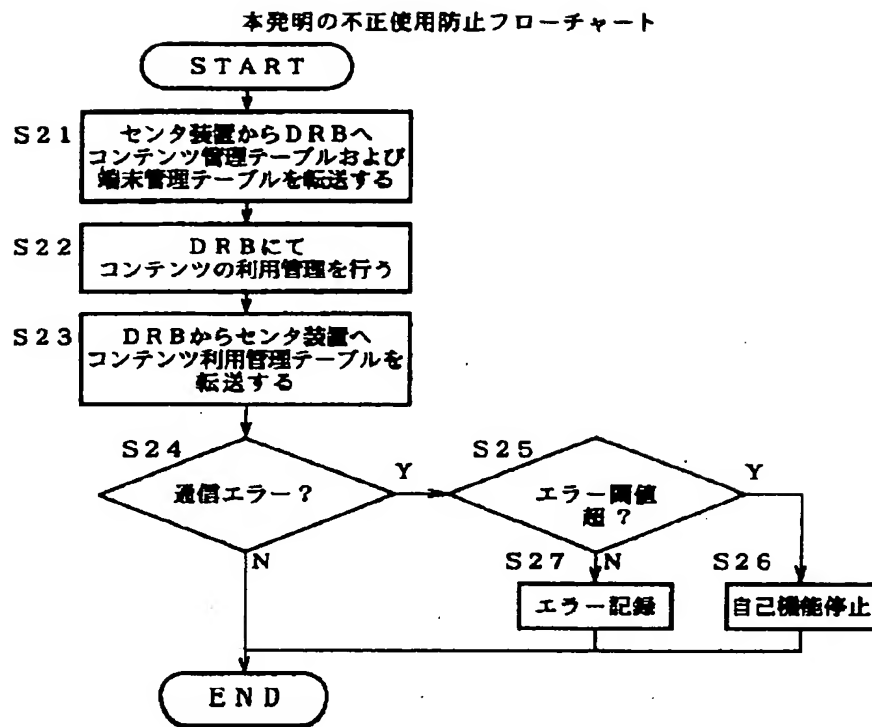 本発明の不正使用防止フローチャート
START
S21
センタ装置からDRBへ
コンテンツ管理テーブルおよび
端末管理テーブルを転送する
S22
DRBにて
コンテンツの利用管理を行う
S23
DRBからセンタ装置へ
コンテンツ利用管理テーブルを
転送する
S24
通信エラー？
Y
N
S25
エラー閾値
超？
Y
N
S27
エラー記録
S26
自己機能停止
END